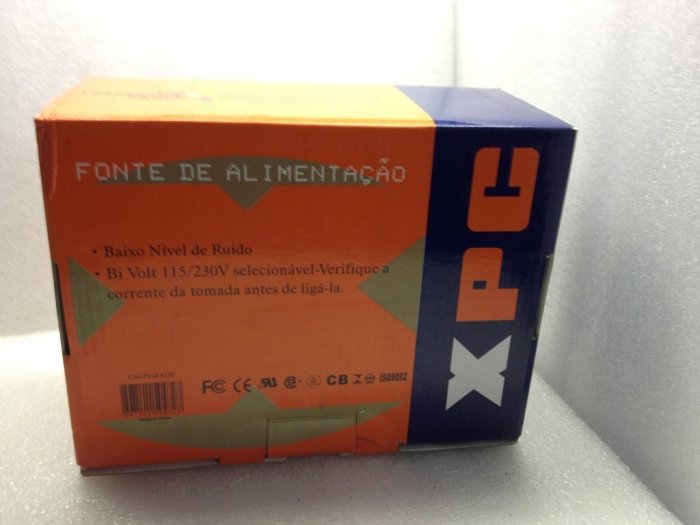 FONTE DE ALIMENTAÇÃO
• Baixo Nível de Ruído
• Bi Volt 115/230V selecionável-Verifique a
corrente da tomada antes de ligá-la.
XPC
FC CE
CB
ISO9002